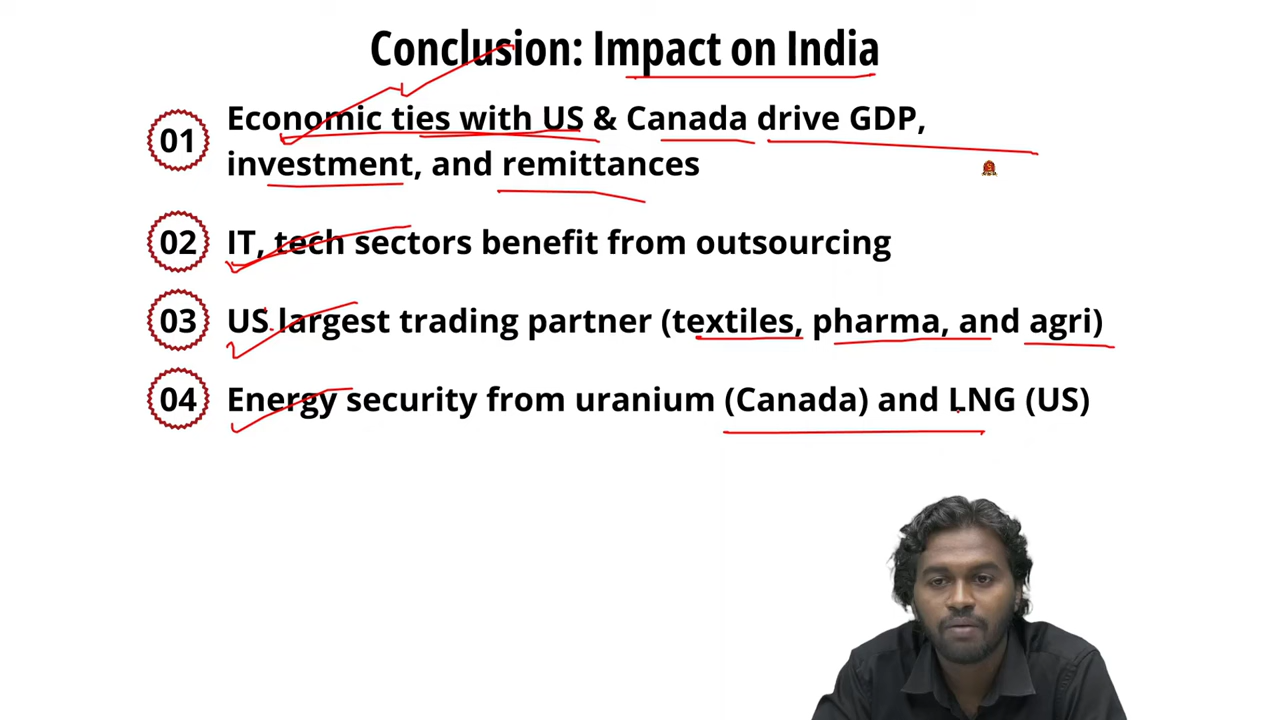 Conclusion: Impact on India
01 Economic ties with US & Canada drive GDP,
investment, and remittances
02 IT, tech sectors benefit from outsourcing
03 US largest trading partner (textiles, pharma, and agri)
04 Energy security from uranium (Canada) and LNG (US)